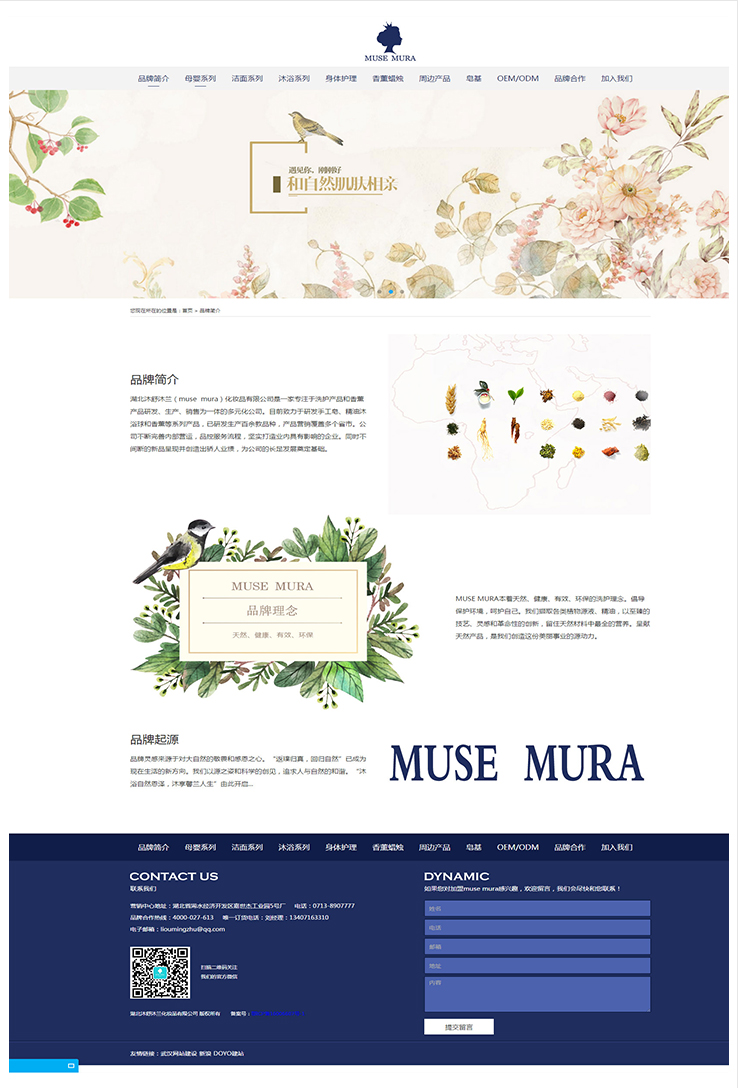 MUSE MURA
品牌简介 母婴系列 洁面系列 沐浴系列 身体护理 香薰蜡烛 周边产品 皂基 OEM/ODM 品牌合作 加入我们
遇见你，刚刚好
和自然肌肤相亲
您现在所在的位置是：首页 > 品牌简介
品牌简介
湖北沐舒沐兰（muse mura）化妆品有限公司是一家专注于洗护产品和香薰
产品研发、生产、销售为一体的多元化公司。目前致力于研发手工皂、精油沐
浴球和香薰等系列产品，已研发生产百余款品种，产品营销覆盖多个省市。公
司不断完善内部营运，品控服务流程，坚实打造业内具有影响的企业。同时不
间断的新品呈现并创造出骄人业绩，为公司的长足发展奠定基础。
MUSE MURA
品牌理念
天然、健康、有效、环保
MUSE MURA本着天然、健康、有效、环保的洗护理念。倡导
保护环境，呵护自己。我们撷取各类植物源液、精油，以至臻的
技艺、灵感和革命性的创新，留住天然材料中最全的营养。呈献
天然产品，是我们创造这份美丽事业的源动力。
品牌起源
品牌灵感来源于对大自然的敬畏和感恩之心。“返璞归真，回归自然”已成为
现在生活的新方向。我们以源之姿和科学的创见，追求人与自然的和谐。“沐
浴自然恩泽，沐享馨兰人生”由此开启...
MUSE MURA
品牌简介 母婴系列 洁面系列 沐浴系列 身体护理 香薰蜡烛 周边产品 皂基 OEM/ODM 品牌合作 加入我们
CONTACT US
联系我们
营销中心地址：湖北省浠水经济开发区嘉世杰工业园5号厂 电话：0713-8907777
品牌合作热线：4000-027-613 唯一订货电话：刘经理：13407163310
电子邮箱：lioumingzhu@qq.com
扫描二维码关注
我们的官方微信
湖北沐舒沐兰化妆品有限公司 版权所有 备案号：
DYNAMIC
如果您对加盟muse mura感兴趣，欢迎留言，我们会尽快和您联系！
姓名
电话
邮箱
地址
内容
提交留言
友情链接：武汉网站建设 新浪 DOYO建站